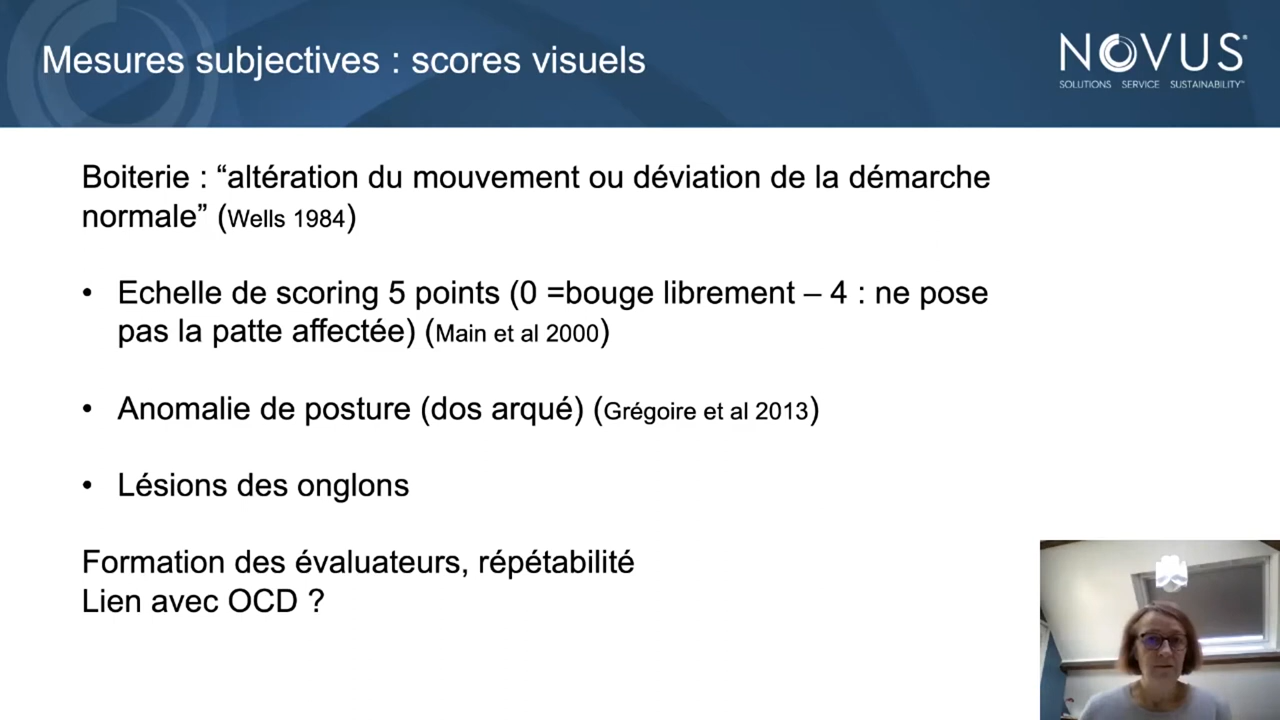 Mesures subjectives : scores visuels
NOVUS
SOLUTIONS SERVICE SUSTAINABILITY™
Boiterie : “altération du mouvement ou déviation de la démarche
normale” (Wells 1984)
• Echelle de scoring 5 points (0 =bouge librement – 4 : ne pose
pas la patte affectée) (Main et al 2000)
• Anomalie de posture (dos arqué) (Grégoire et al 2013)
• Lésions des onglons
Formation des évaluateurs, répétabilité
Lien avec OCD ?